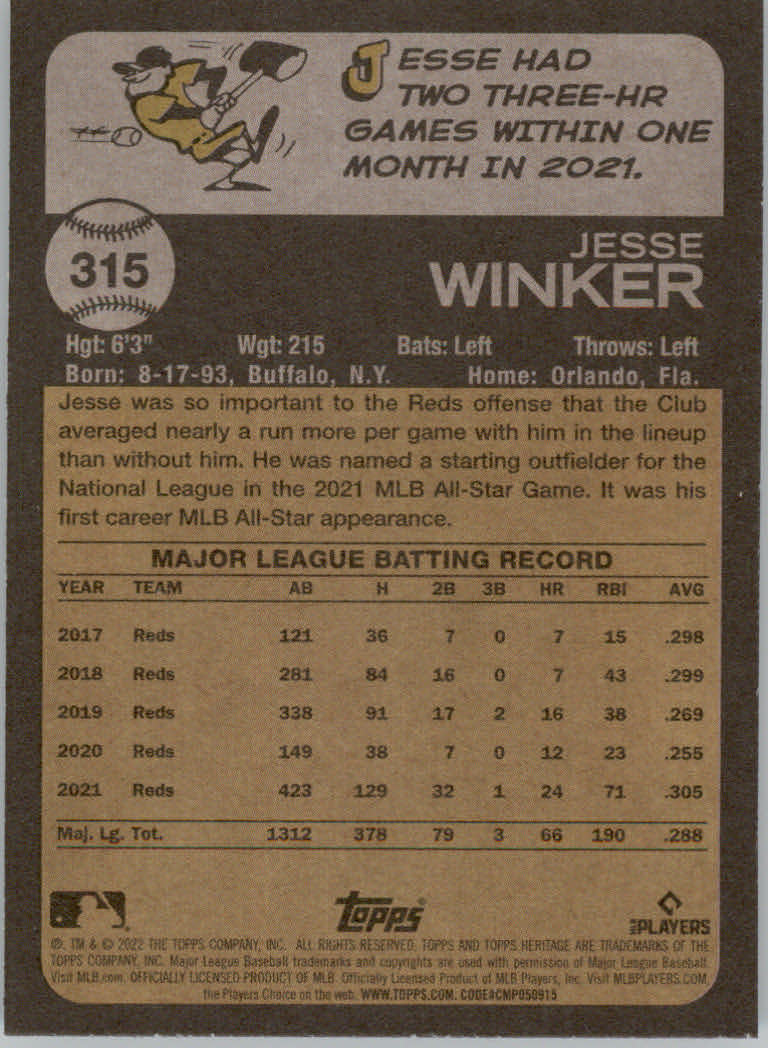 JESSE HAD
TWO THREE-HR
GAMES WITHIN ONE
MONTH IN 2021.
315
JESSE
WINKER
Hgt: 6'3" Wgt: 215 Bats: Left Throws: Left
Born: 8-17-93, Buffalo, N.Y. Home: Orlando, Fla.
Jesse was so important to the Reds offense that the Club
averaged nearly a run more per game with him in the lineup
than without him. He was named a starting outfielder for the
National League in the 2021 MLB All-Star Game. It was his
first career MLB All-Star appearance.
MAJOR LEAGUE BATTING RECORD
YEAR TEAM AB H 2B 3B HR RBI AVG
2017 Reds 121 36 7 0 7 15 .298
2018 Reds 281 84 16 0 7 43 .299
2019 Reds 338 91 17 2 16 38 .269
2020 Reds 149 38 7 0 12 23 .255
2021 Reds 423 129 32 1 24 71 .305
Maj. Lg. Tot. 1312 378 79 3 66 190 .288
topps
MLB PLAYERS
®, TM & © 2022 THE TOPPS COMPANY, INC. ALL RIGHTS RESERVED. TOPPS AND TOPPS HERITAGE ARE TRADEMARKS OF THE
TOPPS COMPANY, INC. Major League Baseball trademarks and copyrights are used with permission of Major League Baseball.
Visit MLB.com. OFFICIALLY LICENSED PRODUCT OF MLB. Officially Licensed Product of MLB Players, Inc. Visit MLBPLAYERS.COM,
the Players Choice on the web. WWW.TOPPS.COM. CODE#CMP050915